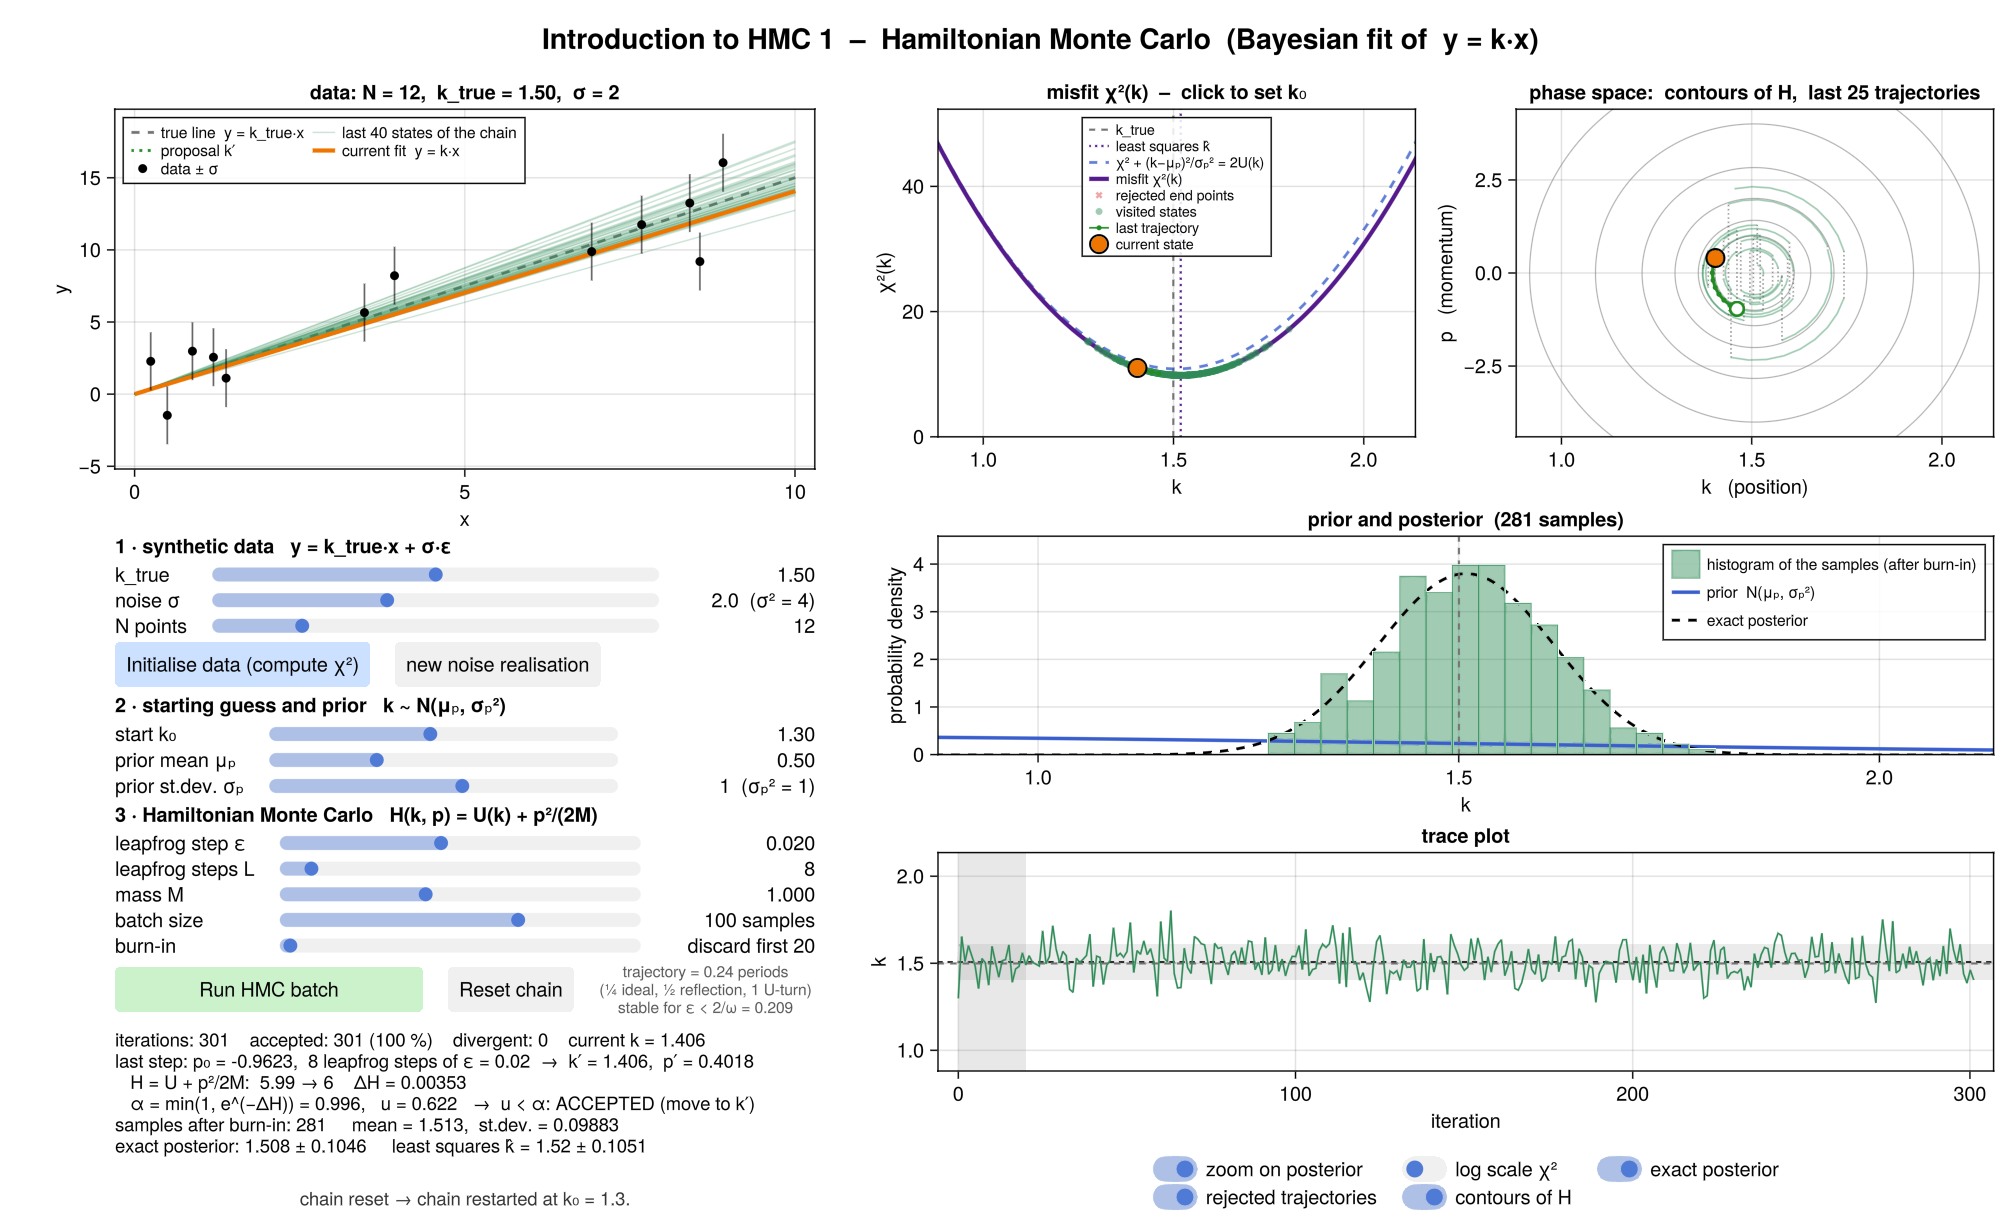 Introduction to HMC 1 – Hamiltonian Monte Carlo (Bayesian fit of y = k·x)
data: N = 12, k_true = 1.50, σ = 2
true line y = k_true·x
proposal k′
data ± σ
last 40 states of the chain
current fit y = k·x
15
10
5
0
−5
y
0
5
10
x
misfit χ²(k) – click to set k₀
k_true
least squares k̂
χ² + (k−μₚ)²/σₚ² = 2U(k)
misfit χ²(k)
rejected end points
visited states
last trajectory
current state
40
20
0
χ²(k)
1.0
1.5
2.0
k
phase space: contours of H, last 25 trajectories
2.5
0.0
−2.5
p (momentum)
1.0
1.5
2.0
k (position)
1 · synthetic data y = k_true·x + σ·ε
k_true 1.50
noise σ 2.0 (σ² = 4)
N points 12
Initialise data (compute χ²)
new noise realisation
2 · starting guess and prior k ~ N(μₚ, σₚ²)
start k₀ 1.30
prior mean μₚ 0.50
prior st.dev. σₚ 1 (σₚ² = 1)
3 · Hamiltonian Monte Carlo H(k, p) = U(k) + p²/(2M)
leapfrog step ε 0.020
leapfrog steps L 8
mass M 1.000
batch size 100 samples
burn-in discard first 20
Run HMC batch
Reset chain
trajectory = 0.24 periods
(¼ ideal, ½ reflection, 1 U-turn)
stable for ε < 2/ω = 0.209
iterations: 301 accepted: 301 (100 %) divergent: 0 current k = 1.406
last step: p₀ = -0.9623, 8 leapfrog steps of ε = 0.02 → k′ = 1.406, p′ = 0.4018
H = U + p²/2M: 5.99 → 6 ΔH = 0.00353
α = min(1, e^(−ΔH)) = 0.996, u = 0.622 → u < α: ACCEPTED (move to k′)
samples after burn-in: 281 mean = 1.513, st.dev. = 0.09883
exact posterior: 1.508 ± 0.1046 least squares k̂ = 1.52 ± 0.1051
chain reset → chain restarted at k₀ = 1.3.
prior and posterior (281 samples)
histogram of the samples (after burn-in)
prior N(μₚ, σₚ²)
exact posterior
4
3
2
1
0
probability density
1.0
1.5
2.0
k
trace plot
2.0
1.5
1.0
k
0
100
200
300
iteration
zoom on posterior
log scale χ²
exact posterior
rejected trajectories
contours of H